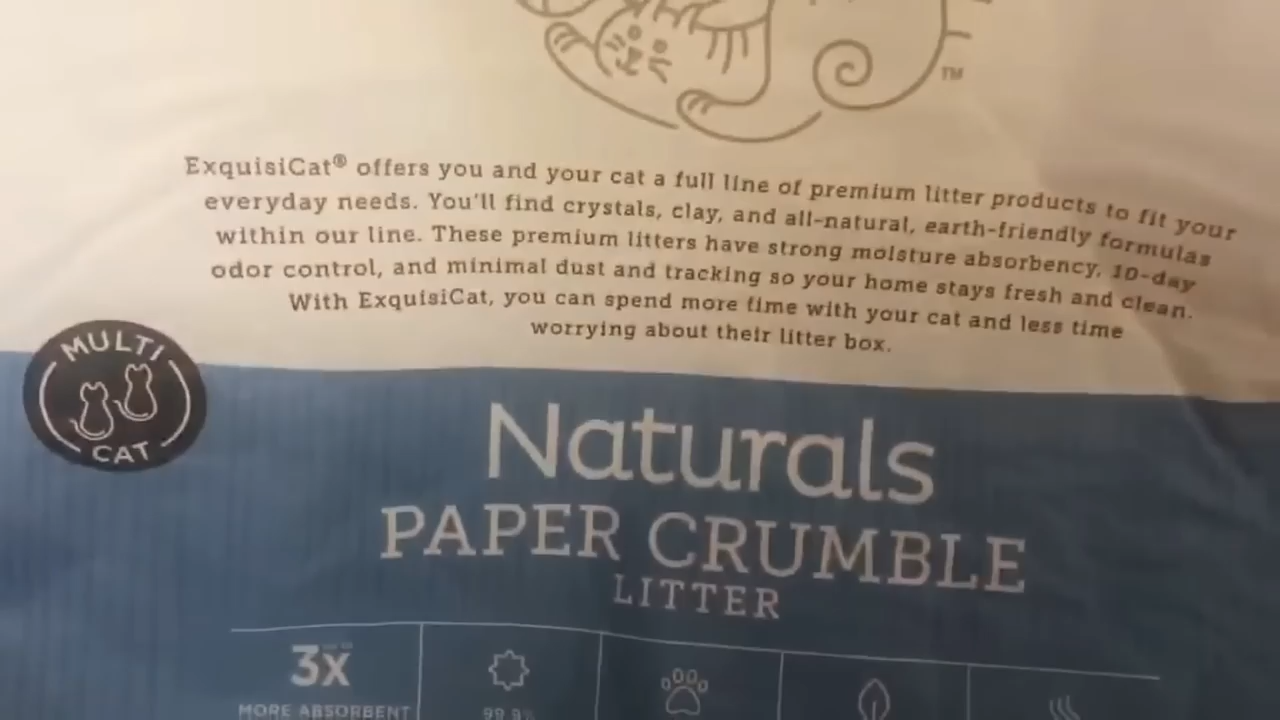 TM
ExquisiCat® offers you and your cat a full line of premium litter products to fit your
everyday needs. You'll find crystals, clay, and all-natural, earth-friendly formulas
within our line. These premium litters have strong moisture absorbency, 10-day
odor control, and minimal dust and tracking so your home stays fresh and clean.
With ExquisiCat, you can spend more time with your cat and less time
worrying about their litter box.
MULTI
CAT
Naturals
PAPER CRUMBLE
LITTER
3X
MORE ABSORBENT
99.9%